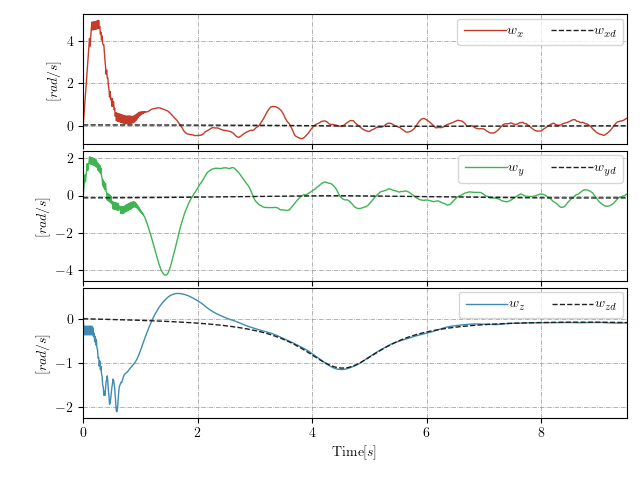 [rad/s]
4
2
0
w_x w_xd
[rad/s]
2
0
−2
−4
w_y w_yd
[rad/s]
0
−1
−2
w_z w_zd
0 2 4 6 8
Time[s]